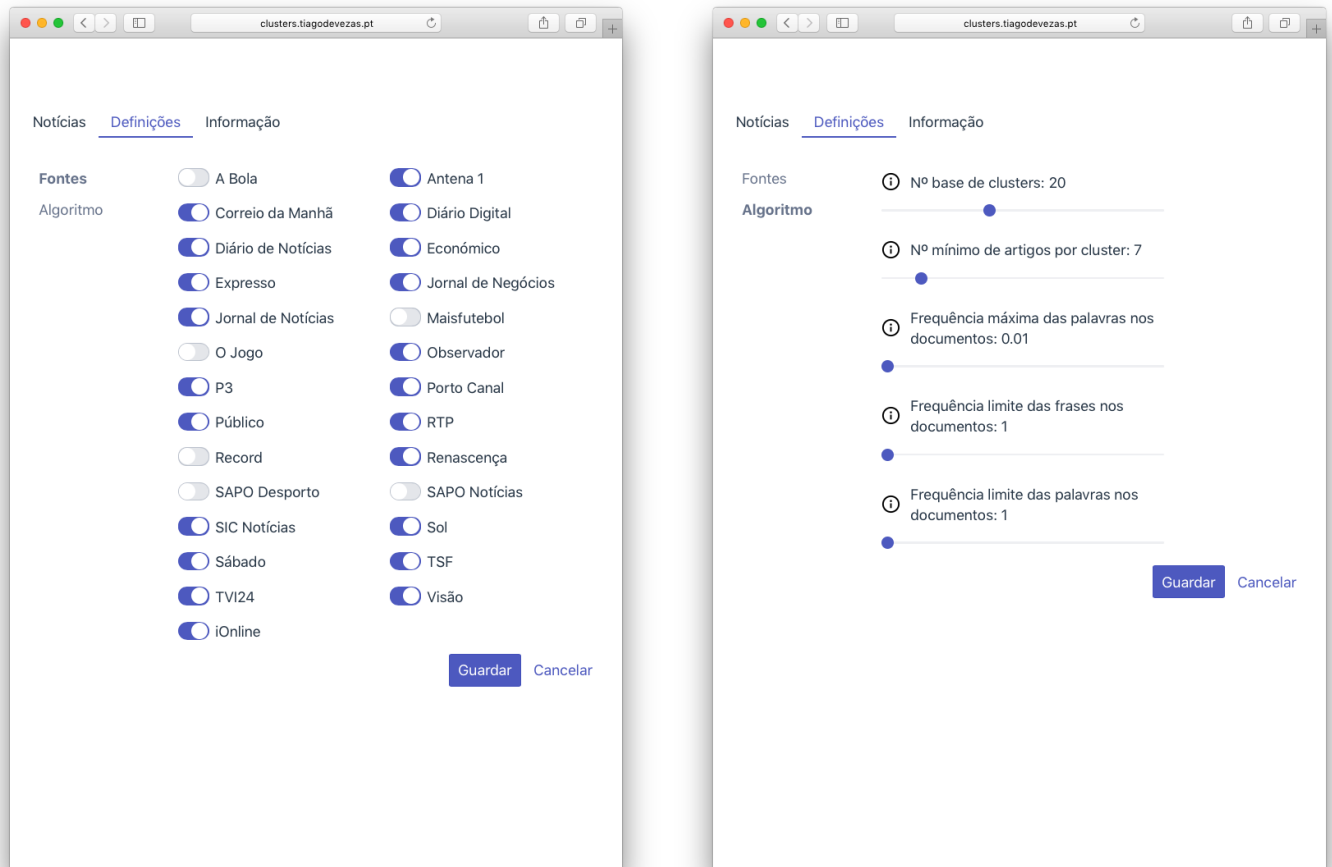 clusters.tiagodevezas.pt
Notícias Definições Informação
Fontes
Algoritmo
A Bola Antena 1
Correio da Manhã Diário Digital
Diário de Notícias Económico
Expresso Jornal de Negócios
Jornal de Notícias Maisfutebol
O Jogo Observador
P3 Porto Canal
Público RTP
Record Renascença
SAPO Desporto SAPO Notícias
SIC Notícias Sol
Sábado TSF
TVI24 Visão
iOnline
Guardar Cancelar
clusters.tiagodevezas.pt
Notícias Definições Informação
Fontes
Algoritmo
Nº base de clusters: 20
Nº mínimo de artigos por cluster: 7
Frequência máxima das palavras nos
documentos: 0.01
Frequência limite das frases nos
documentos: 1
Frequência limite das palavras nos
documentos: 1
Guardar Cancelar